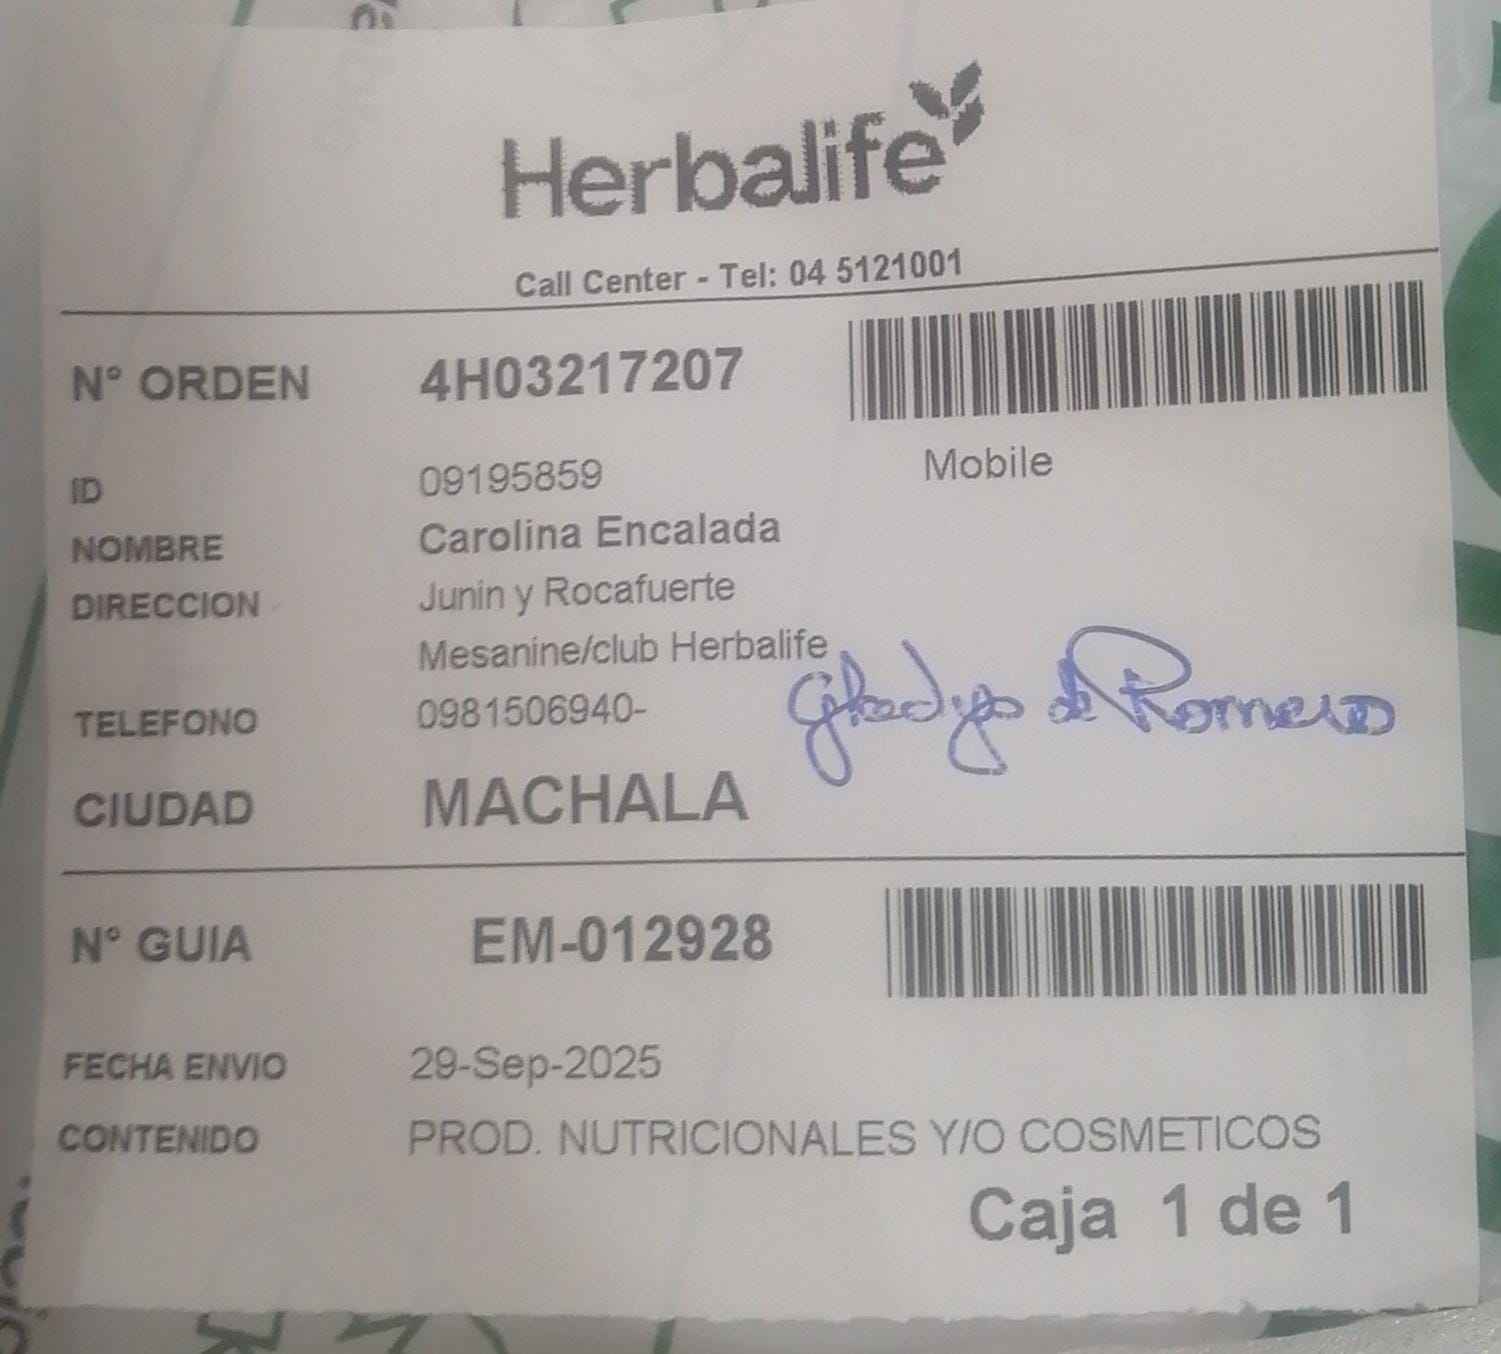 Herbalife
Call Center - Tel: 04 5121001
N° ORDEN 4H03217207
ID 09195859 Mobile
NOMBRE Carolina Encalada
DIRECCION Junin y Rocafuerte
Mesanine/club Herbalife
Gladys de Romero
TELEFONO 0981506940-
CIUDAD MACHALA
N° GUIA EM-012928
FECHA ENVIO 29-Sep-2025
CONTENIDO PROD. NUTRICIONALES Y/O COSMETICOS
Caja 1 de 1